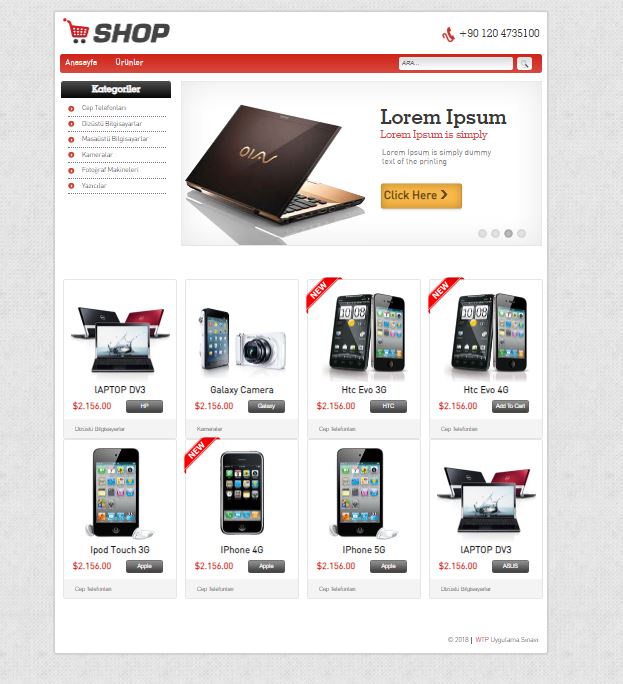 SHOP
+90 120 4735100
Anasayfa
Ürünler
ARA...
Kategoriler
Cep Telefonları
Dizüstü Bilgisayarlar
Masaüstü Bilgisayarlar
Kameralar
Fotoğraf Makineleri
Yazıcılar
VAIO
Lorem Ipsum
Lorem Ipsum is simply
Lorem Ipsum is simply dummy
text of the printing
Click Here
lAPTOP DV3
$2.156.00 HP
Dizüstü Bilgisayarlar
Galaxy Camera
$2.156.00 Galaxy
Kameralar
NEW
Htc Evo 3G
$2.156.00 HTC
Cep Telefonları
NEW
Htc Evo 4G
$2.156.00 Add To Cart
Cep Telefonları
Ipod Touch 3G
$2.156.00 Apple
Cep Telefonları
NEW
IPhone 4G
$2.156.00 Apple
Cep Telefonları
IPhone 5G
$2.156.00 Apple
Cep Telefonları
lAPTOP DV3
$2.156.00 ASUS
Dizüstü Bilgisayarlar
© 2018 | WTP Uygulama Sınavı